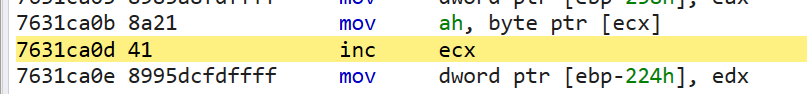 7631ca0b 8a21 mov ah, byte ptr [ecx]
7631ca0d 41 inc ecx
7631ca0e 8995dcfdffff mov dword ptr [ebp-224h], edx